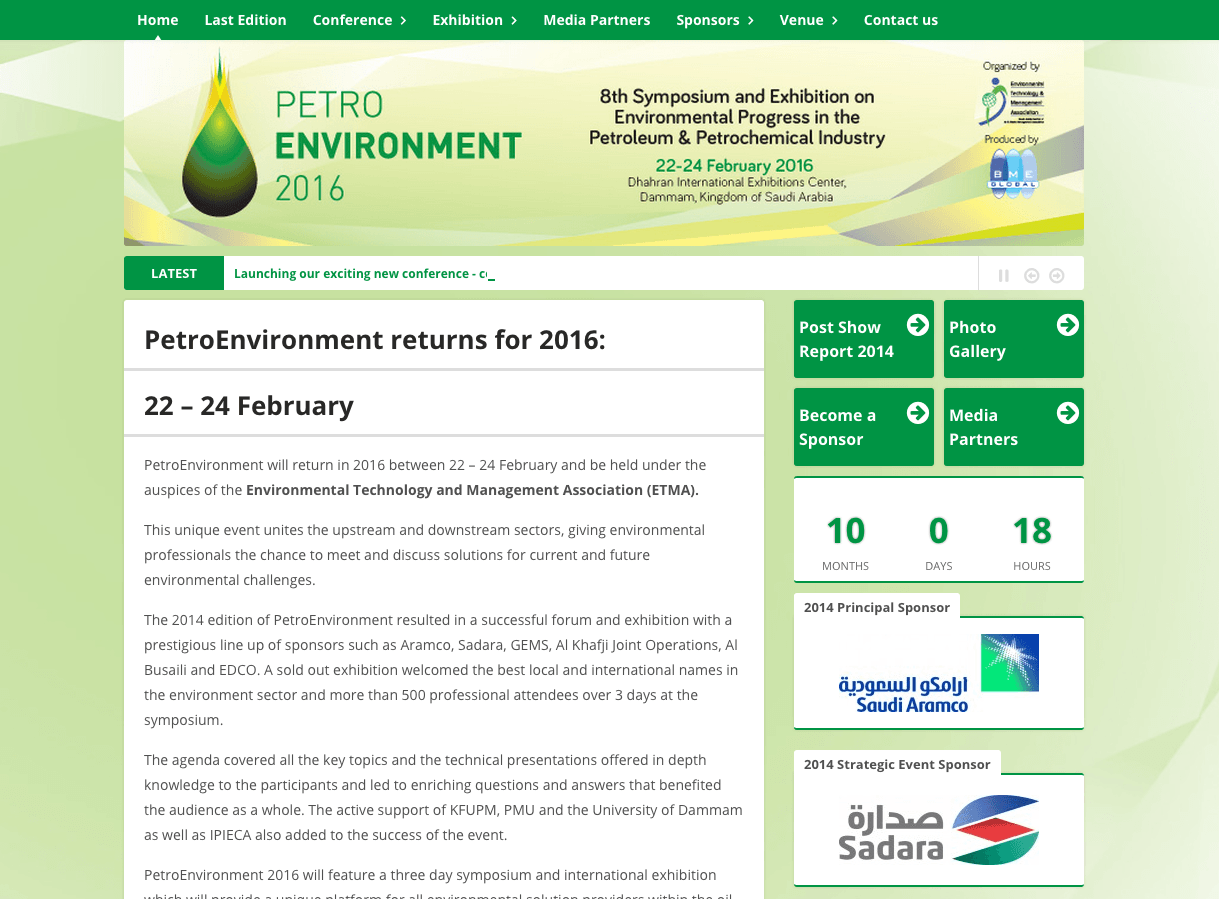 Home Last Edition Conference Exhibition Media Partners Sponsors Venue Contact us
PETRO
ENVIRONMENT
2016
8th Symposium and Exhibition on
Environmental Progress in the
Petroleum & Petrochemical Industry
22-24 February 2016
Dhahran International Exhibitions Center,
Dammam, Kingdom of Saudi Arabia
Organized by
Environmental
Technology &
Management
Association
Produced by
BME
GLOBAL
LATEST
Launching our exciting new conference - c
PetroEnvironment returns for 2016:
22 – 24 February
PetroEnvironment will return in 2016 between 22 – 24 February and be held under the
auspices of the Environmental Technology and Management Association (ETMA).
This unique event unites the upstream and downstream sectors, giving environmental
professionals the chance to meet and discuss solutions for current and future
environmental challenges.
The 2014 edition of PetroEnvironment resulted in a successful forum and exhibition with a
prestigious line up of sponsors such as Aramco, Sadara, GEMS, Al Khafji Joint Operations, Al
Busaili and EDCO. A sold out exhibition welcomed the best local and international names in
the environment sector and more than 500 professional attendees over 3 days at the
symposium.
The agenda covered all the key topics and the technical presentations offered in depth
knowledge to the participants and led to enriching questions and answers that benefited
the audience as a whole. The active support of KFUPM, PMU and the University of Dammam
as well as IPIECA also added to the success of the event.
PetroEnvironment 2016 will feature a three day symposium and international exhibition
which will provide a unique platform for all environmental solution providers within the oil
Post Show
Report 2014
Photo
Gallery
Become a
Sponsor
Media
Partners
10 0 18
MONTHS DAYS HOURS
2014 Principal Sponsor
ارامكو السعودية
Saudi Aramco
2014 Strategic Event Sponsor
صدارة
Sadara